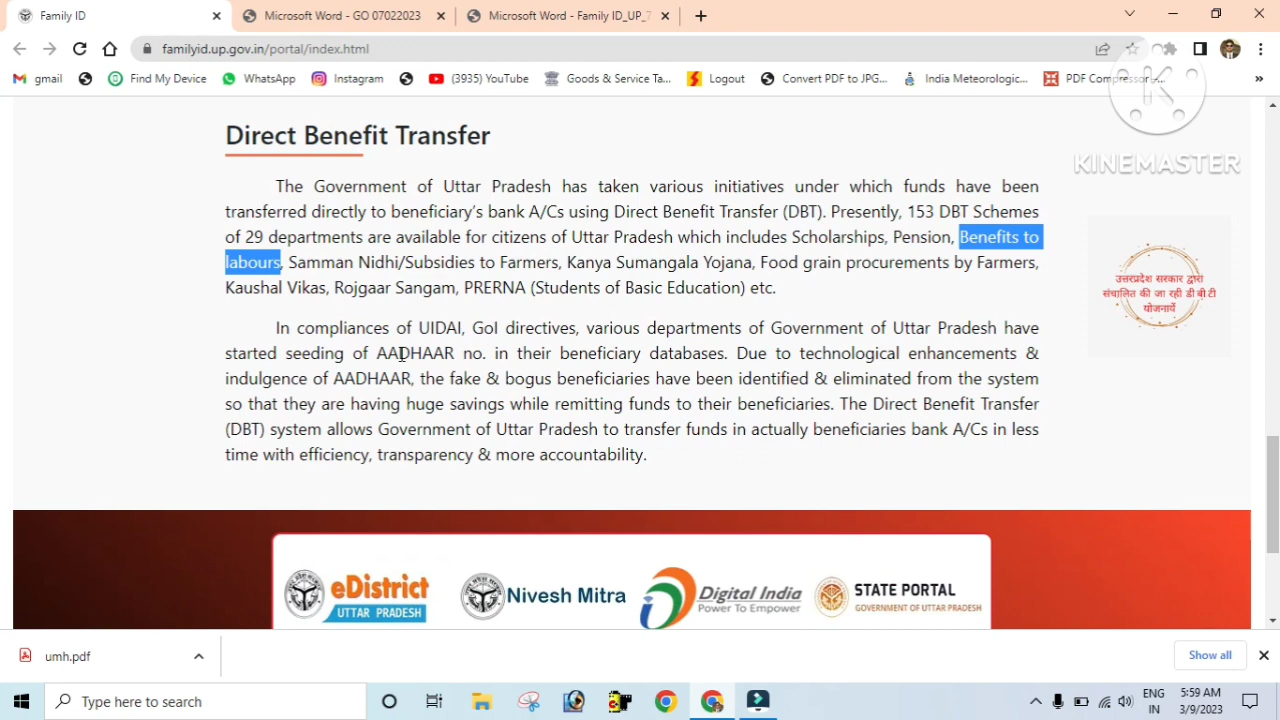 Family ID
Microsoft Word - GO 07022023
Microsoft Word - Family ID_UP_7
familyid.up.gov.in/portal/index.html
gmail
Find My Device
WhatsApp
Instagram
(3935) YouTube
Goods & Service Ta...
Logout
Convert PDF to JPG...
India Meteorologic...
PDF Compressor...
K
KINEMASTER
Direct Benefit Transfer
The Government of Uttar Pradesh has taken various initiatives under which funds have been
transferred directly to beneficiary's bank A/Cs using Direct Benefit Transfer (DBT). Presently, 153 DBT Schemes
of 29 departments are available for citizens of Uttar Pradesh which includes Scholarships, Pension, Benefits to
labours, Samman Nidhi/Subsidies to Farmers, Kanya Sumangala Yojana, Food grain procurements by Farmers,
Kaushal Vikas, Rojgaar Sangam, PRERNA (Students of Basic Education) etc.
In compliances of UIDAI, GoI directives, various departments of Government of Uttar Pradesh have
started seeding of AADHAAR no. in their beneficiary databases. Due to technological enhancements &
indulgence of AADHAAR, the fake & bogus beneficiaries have been identified & eliminated from the system
so that they are having huge savings while remitting funds to their beneficiaries. The Direct Benefit Transfer
(DBT) system allows Government of Uttar Pradesh to transfer funds in actually beneficiaries bank A/Cs in less
time with efficiency, transparency & more accountability.
उत्तरप्रदेश सरकार द्वारा
संचालित की जा रही डी बी टी
योजनायें
eDistrict
UTTAR PRADESH
Nivesh Mitra
Digital India
Power To Empower
STATE PORTAL
GOVERNMENT OF UTTAR PRADESH
umh.pdf
Show all
Type here to search
ENG
IN
5:59 AM
3/9/2023